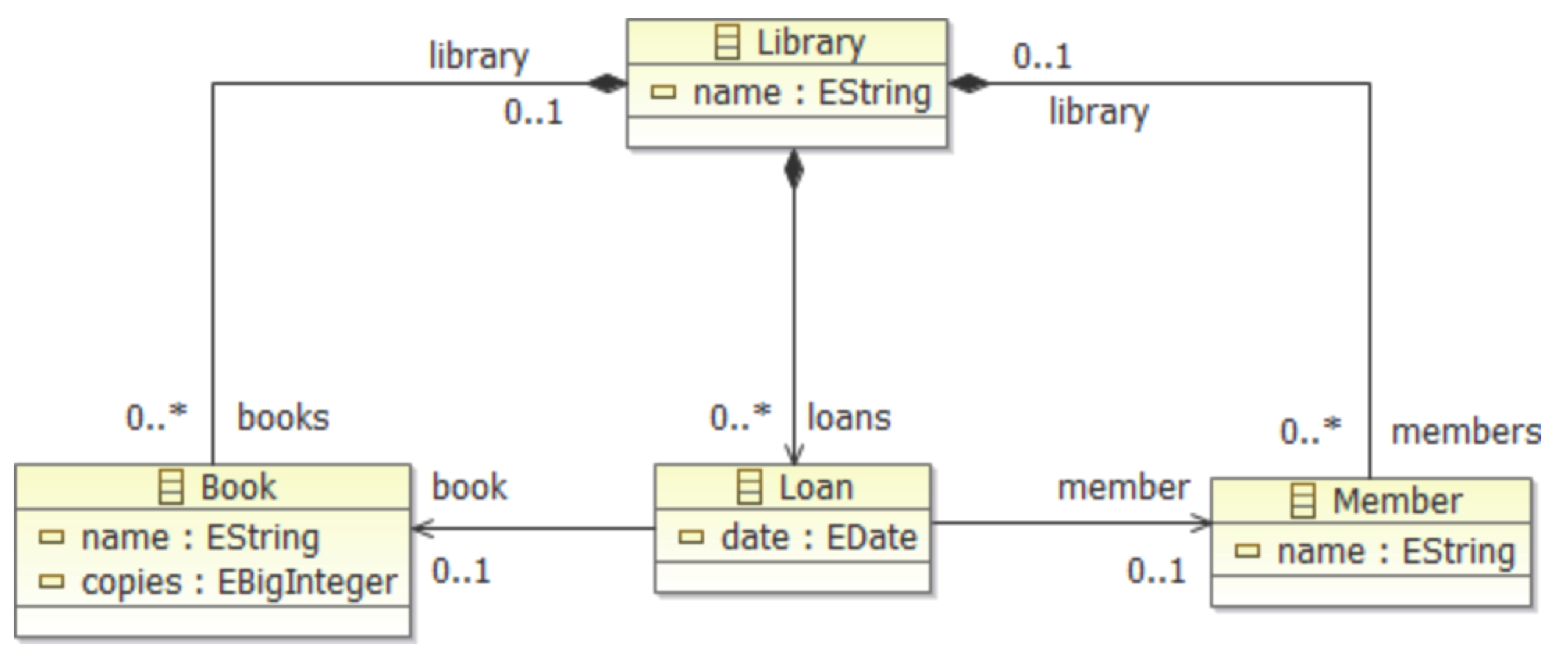 Library
name : EString
library
0..1
0..1
library
0..*
books
0..*
loans
0..*
members
Book
name : EString
copies : EBigInteger
book
0..1
Loan
date : EDate
member
0..1
Member
name : EString